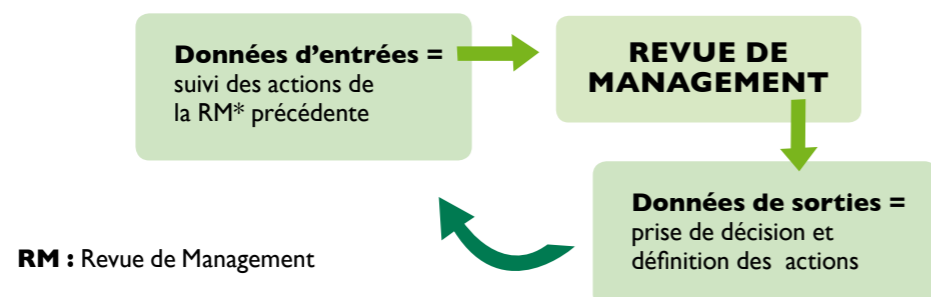 Données d’entrées =
suivi des actions de
la RM* précédente
REVUE DE
MANAGEMENT
Données de sorties =
prise de décision et
définition des actions
RM : Revue de Management